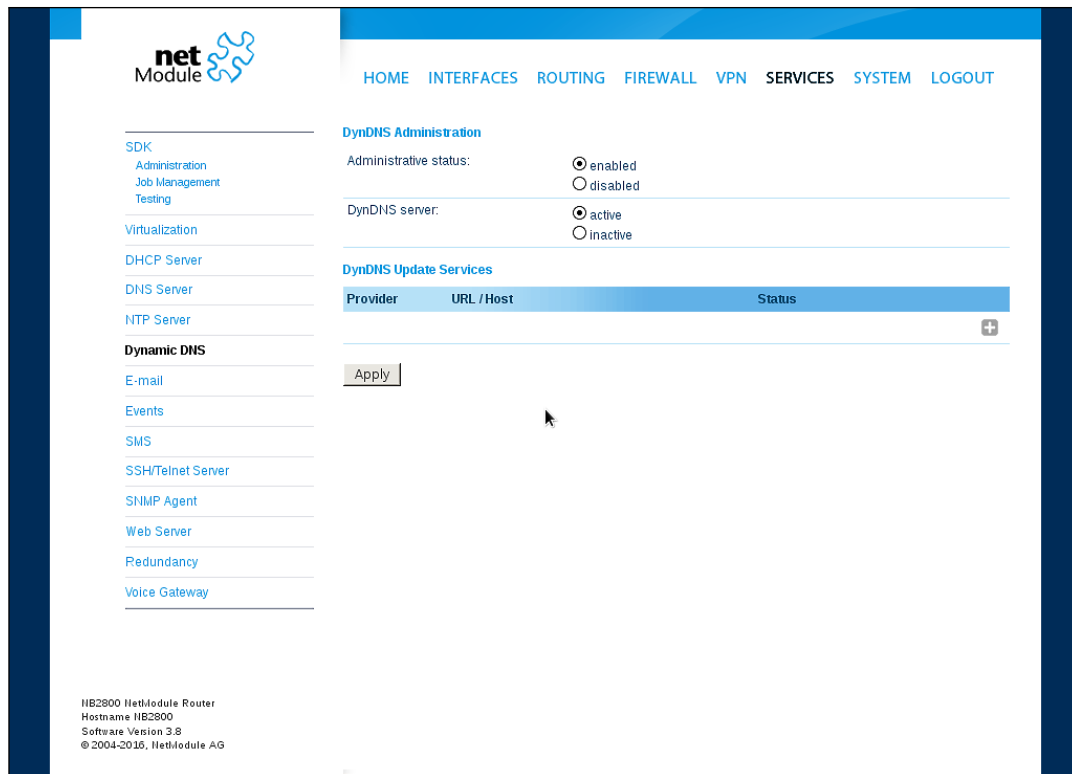 net
Module
HOME INTERFACES ROUTING FIREWALL VPN SERVICES SYSTEM LOGOUT
SDK
Administration
Job Management
Testing
Virtualization
DHCP Server
DNS Server
NTP Server
Dynamic DNS
E-mail
Events
SMS
SSH/Telnet Server
SNMP Agent
Web Server
Redundancy
Voice Gateway
DynDNS Administration
Administrative status:
enabled
disabled
DynDNS server:
active
inactive
DynDNS Update Services
Provider URL / Host Status
Apply
NB2800 NetModule Router
Hostname NB2800
Software Version 3.8
© 2004-2016, NetModule AG